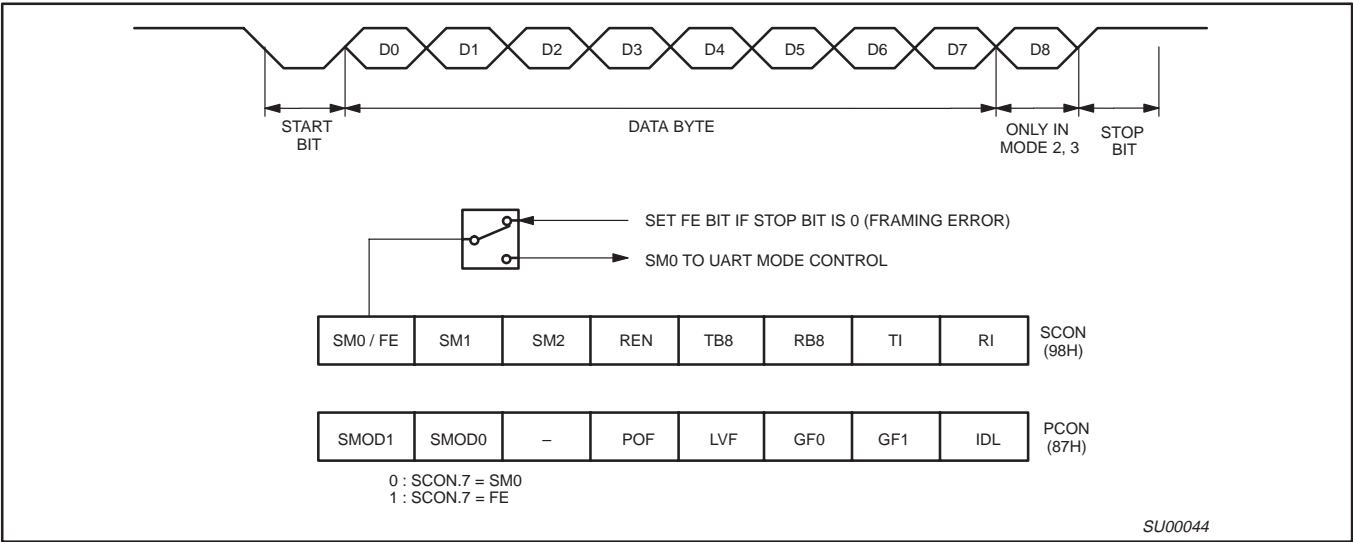 D0 D1 D2 D3 D4 D5 D6 D7 D8
START
BIT
DATA BYTE
ONLY IN
MODE 2, 3
STOP
BIT
SET FE BIT IF STOP BIT IS 0 (FRAMING ERROR)
SM0 TO UART MODE CONTROL
SM0 / FE SM1 SM2 REN TB8 RB8 TI RI
SCON
(98H)
SMOD1 SMOD0 – POF LVF GF0 GF1 IDL
PCON
(87H)
0 : SCON.7 = SM0
1 : SCON.7 = FE
SU00044